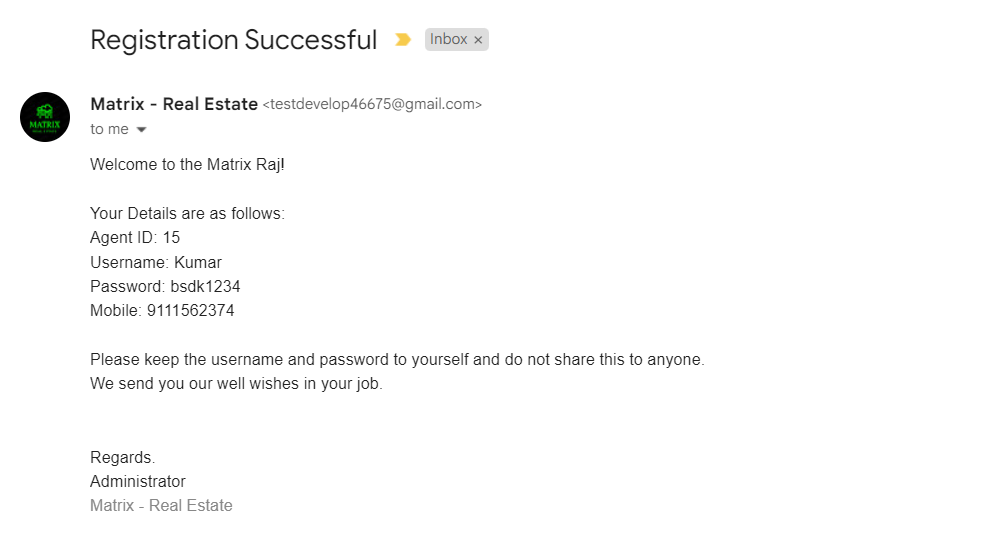 Registration Successful Inbox ×
Matrix - Real Estate <testdevelop46675@gmail.com>
MATRIX
REAL ESTATE
to me
Welcome to the Matrix Raj!
Your Details are as follows:
Agent ID: 15
Username: Kumar
Password: bsdk1234
Mobile: 9111562374
Please keep the username and password to yourself and do not share this to anyone.
We send you our well wishes in your job.
Regards.
Administrator
Matrix - Real Estate